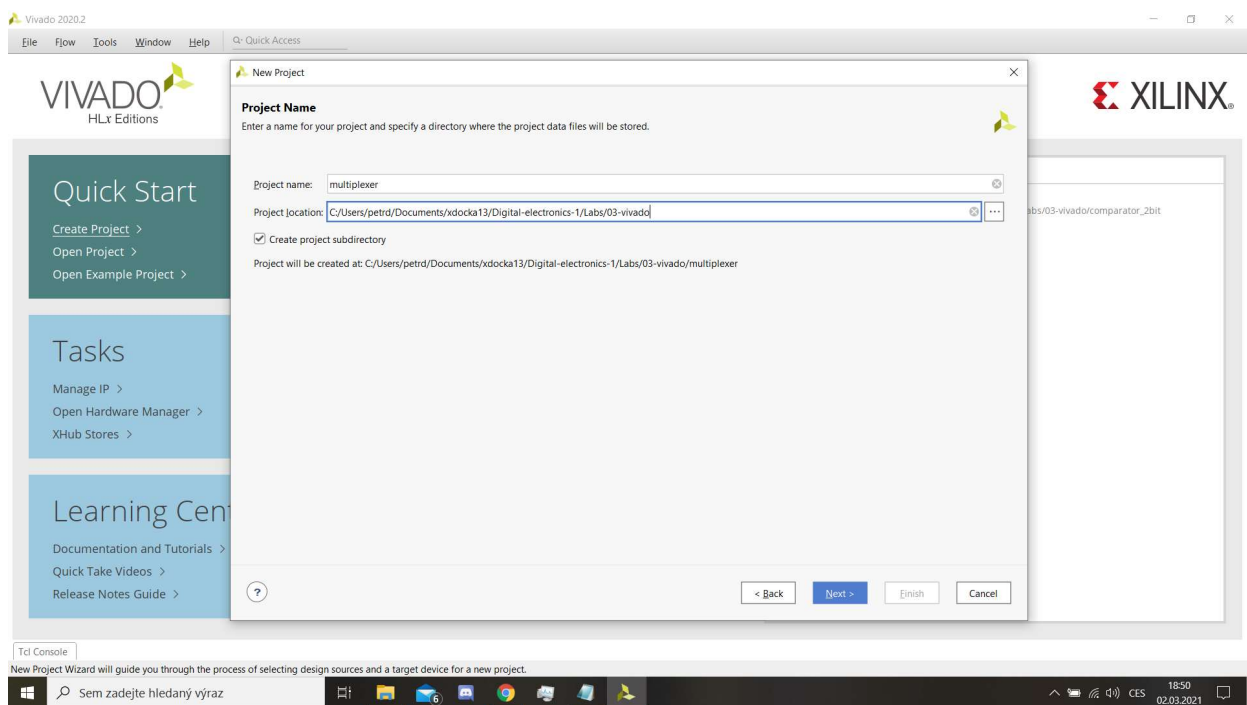 Vivado 2020.2
File Flow Tools Window Help Quick Access
VIVADO.
HLx Editions
XILINX.
New Project
Project Name
Enter a name for your project and specify a directory where the project data files will be stored.
Project name: multiplexer
Project location: C:/Users/petrd/Documents/xdocka13/Digital-electronics-1/Labs/03-vivado
Create project subdirectory
Project will be created at: C:/Users/petrd/Documents/xdocka13/Digital-electronics-1/Labs/03-vivado/multiplexer
abs/03-vivado/comparator_2bit
Quick Start
Create Project >
Open Project >
Open Example Project >
Tasks
Manage IP >
Open Hardware Manager >
XHub Stores >
Learning Cen
Documentation and Tutorials >
Quick Take Videos >
Release Notes Guide >
?
< Back Next > Finish Cancel
Tcl Console
New Project Wizard will guide you through the process of selecting design sources and a target device for a new project.
Sem zadejte hledaný výraz
6
CES
18:50
02.03.2021